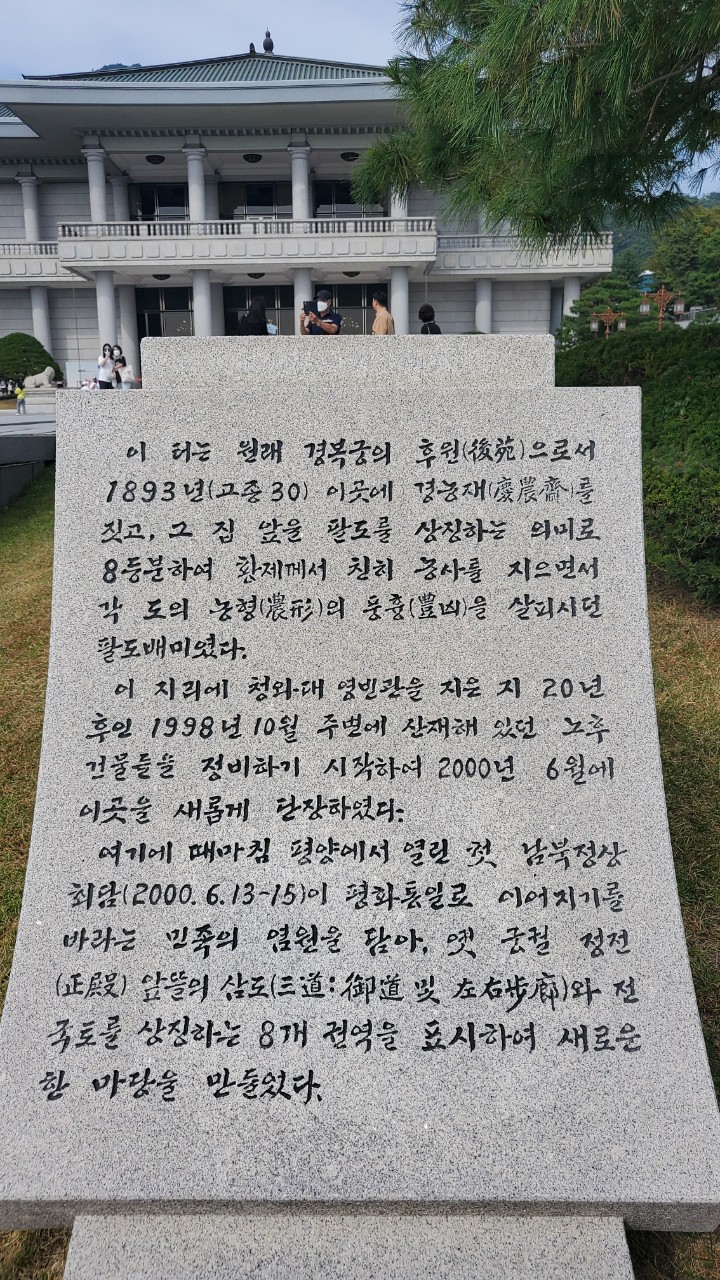 이 터는 원래 경복궁의 후원(後苑)으로서
1893년(고종30) 이곳에 경농재(慶農齋)를
짓고, 그 집 앞을 팔도를 상징하는 의미로
8등분하여 황제께서 친히 농사를 지으면서
각 도의 농형(農形)의 풍흉(豊凶)을 살피시던
팔도배미였다.
이 자리에 청와대 영빈관을 지은 지 20년
후인 1998년 10월 주변에 산재해 있던 노후
건물들을 정비하기 시작하여 2000년 6월에
이곳을 새롭게 단장하였다.
여기에 때마침 평양에서 열린 첫 남북정상
회담(2000.6.13-15)이 평화통일로 이어지기를
바라는 민족의 염원을 담아, 옛 궁궐 정전
(正殿) 앞뜰의 삼도(三道:御道 및 左右步廊)와 전
국토를 상징하는 8개 권역을 표시하여 새로운
한 마당을 만들었다.